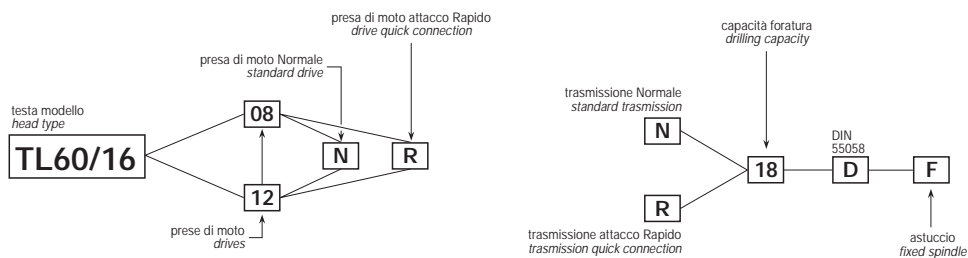 presa di moto attacco Rapido
drive quick connection
presa di moto Normale
standard drive
testa modello
head type
TL60/16
08
N
R
12
prese di moto
drives
capacità foratura
drilling capacity
trasmissione Normale
standard trasmission
N
DIN
55058
18
D
F
R
trasmissione attacco Rapido
trasmission quick connection
astuccio
fixed spindle